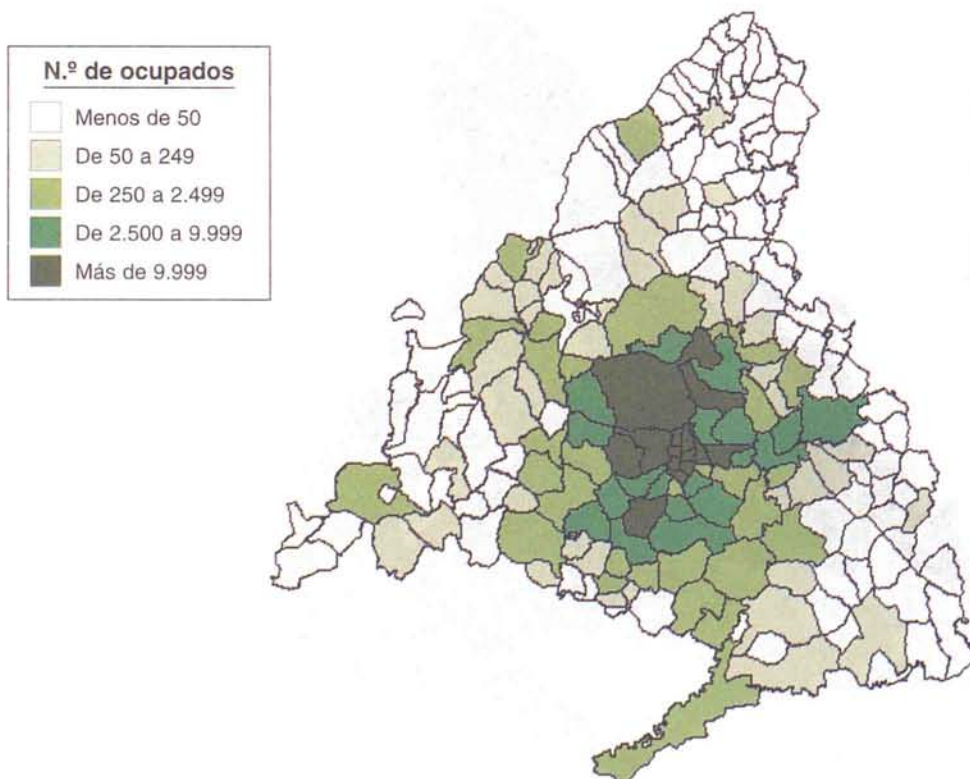 N.º de ocupados
Menos de 50
De 50 a 249
De 250 a 2.499
De 2.500 a 9.999
Más de 9.999